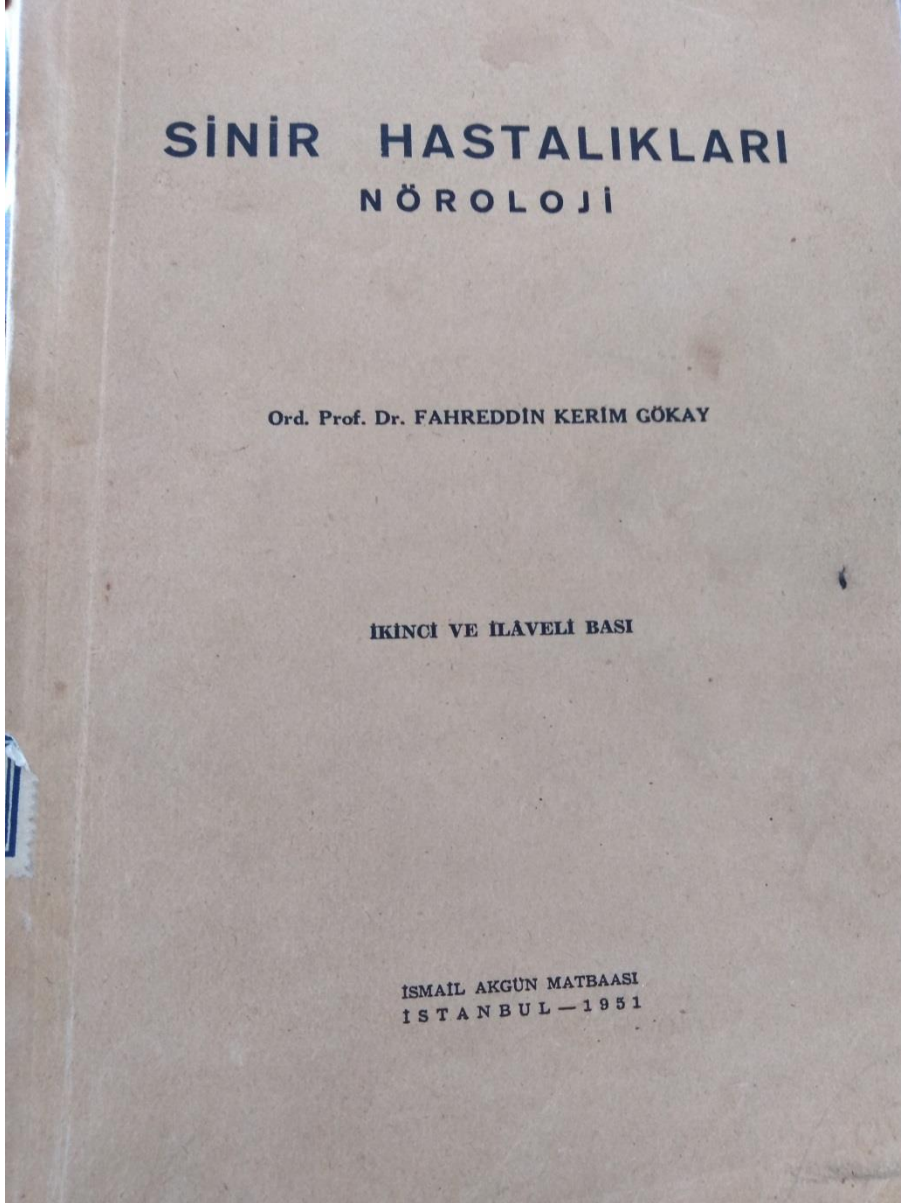 SİNİR HASTALIKLARI
NÖROLOJİ
Ord. Prof. Dr. FAHREDDİN KERİM GÖKAY
İKİNCİ VE İLÂVELİ BASI
İSMAİL AKGÜN MATBAASI
İSTANBUL—1951